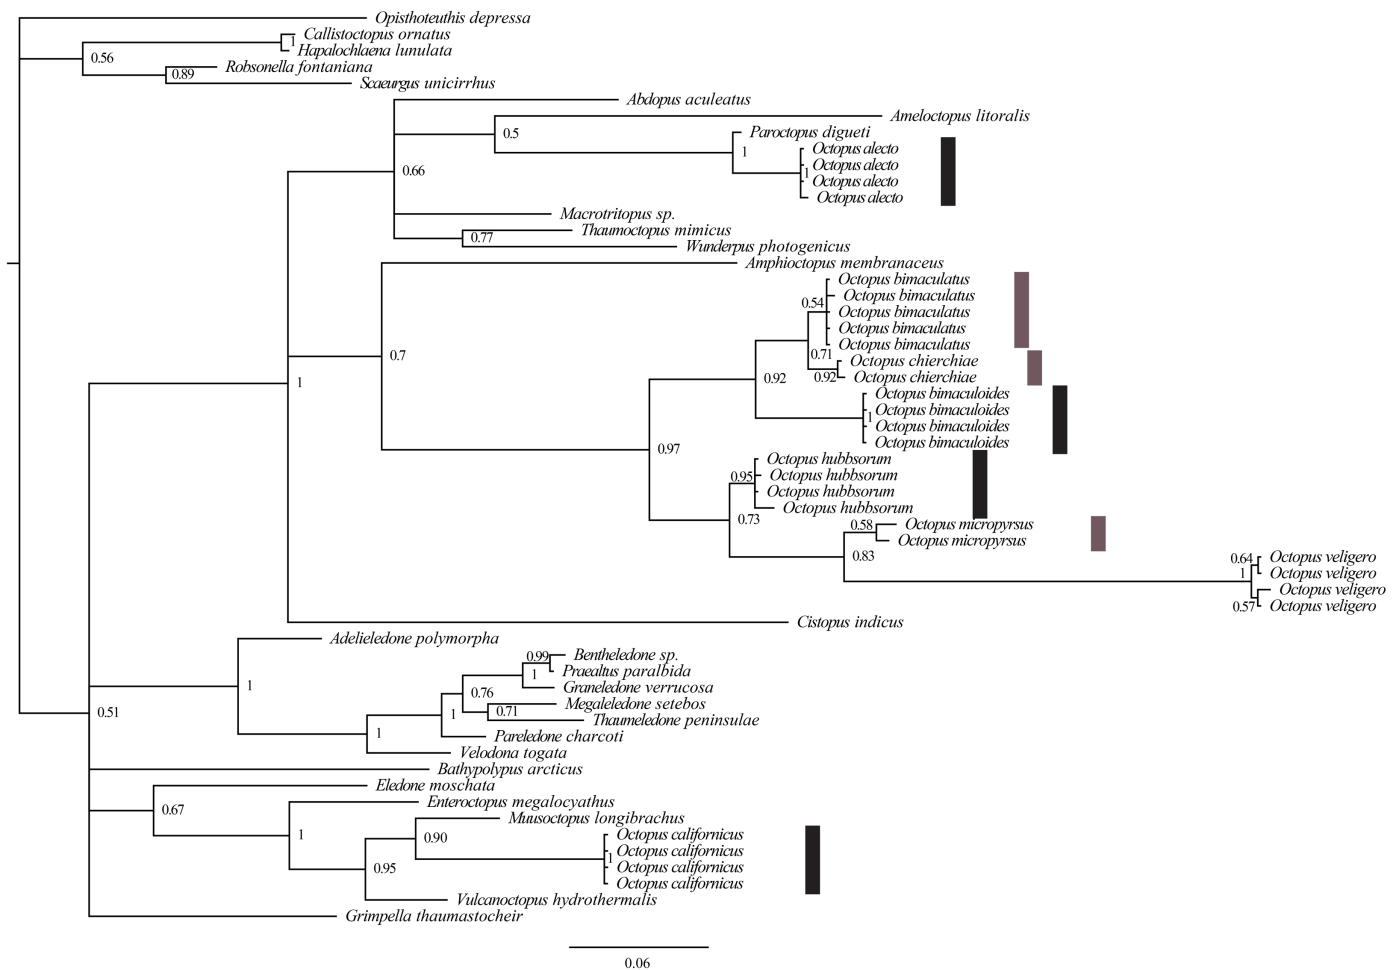 Opisthoteuthis depressa
Callistoctopus ornatus
1
Hapalochlaena lunulata
0.56
Robsonella fontaniana
0.89
Scaeurgus unicirrhus
Abdopus aculeatus
Ameloctopus litoralis
0.5
Paroctopus digueti
1
Octopus alecto
Octopus alecto
1
Octopus alecto
Octopus alecto
0.66
Macrotritopus sp.
Thaumoctopus mimicus
0.77
Wunderpus photogenicus
Amphioctopus membranaceus
Octopus bimaculatus
Octopus bimaculatus
0.54
Octopus bimaculatus
Octopus bimaculatus
Octopus bimaculatus
0.71
0.7
Octopus chierchiae
0.92
0.92
Octopus chierchiae
1
Octopus bimaculoides
Octopus bimaculoides
1
Octopus bimaculoides
Octopus bimaculoides
0.97
Octopus hubbsorum
0.95
Octopus hubbsorum
Octopus hubbsorum
Octopus hubbsorum
0.73
0.58
Octopus micropyrsus
Octopus micropyrsus
0.83
0.64
Octopus veligero
1
Octopus veligero
Octopus veligero
0.57
Octopus veligero
Cistopus indicus
Adelieledone polymorpha
0.99
Bentheledone sp.
1
Praealtus paralbida
1
Graneledone verrucosa
0.76
Megaleledone setebos
0.71
0.51
1
Thaumeledone peninsulae
1
Pareledone charcoti
Velodona togata
Bathypolypus arcticus
Eledone moschata
Enteroctopus megalocyathus
0.67
Muusoctopus longibrachus
1
0.90
Octopus californicus
Octopus californicus
1
Octopus californicus
0.95
Octopus californicus
Vulcanoctopus hydrothermalis
Grimpella thaumastocheir
0.06